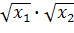 √x₁ · √x₂